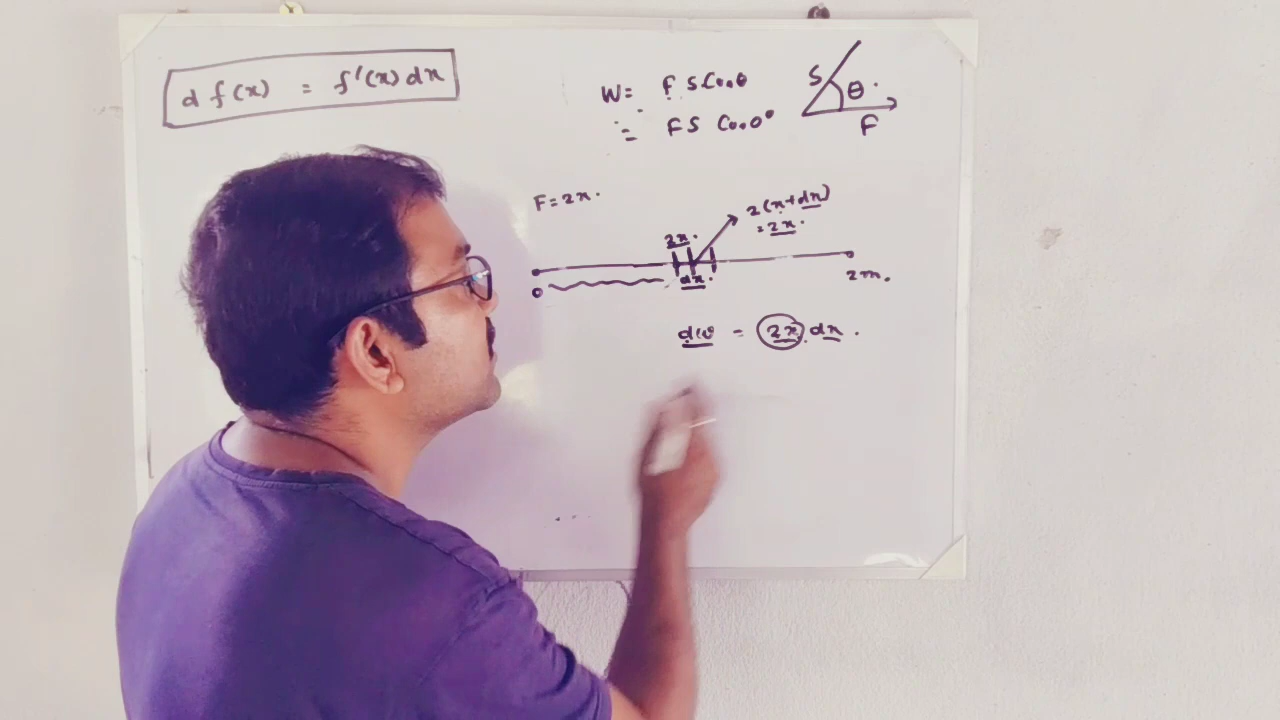 d f(x) = f'(x) dx
W = F S Cos θ
= F S Cos 0°
S
θ.
F
F = 2x.
2(x+dx)
= 2x.
2x.
dx.
0
2m.
dw = 2x . dx .